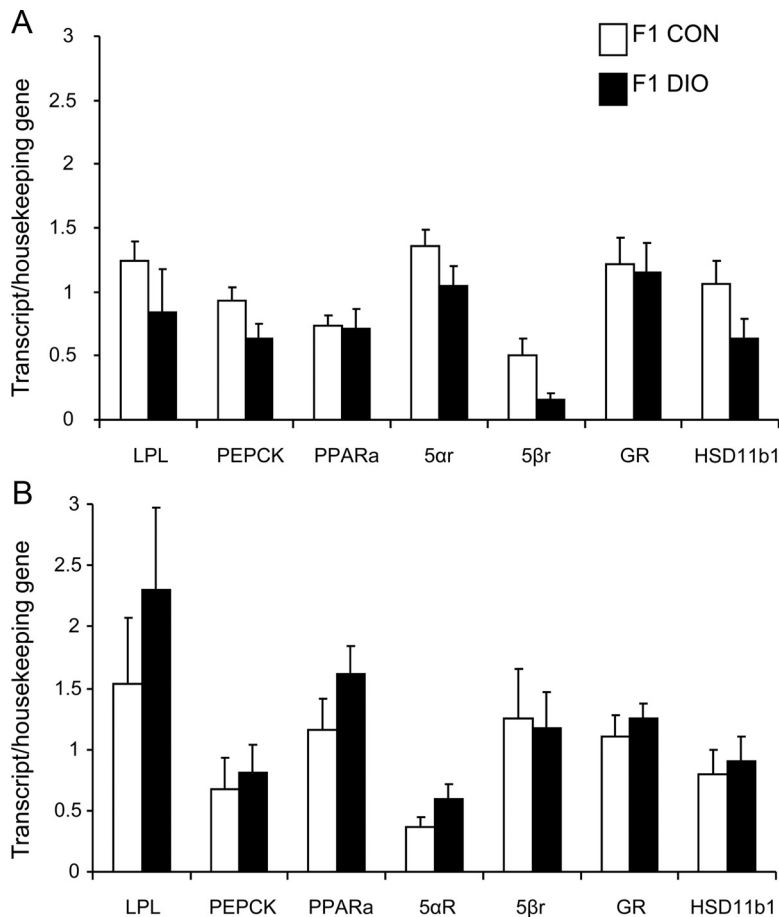 A
F1 CON
F1 DIO
Transcript/housekeeping gene
3
2.5
2
1.5
1
0.5
0
LPL PEPCK PPARa 5αr 5βr GR HSD11b1
B
Transcript/housekeeping gene
3
2.5
2
1.5
1
0.5
0
LPL PEPCK PPARa 5αR 5βr GR HSD11b1